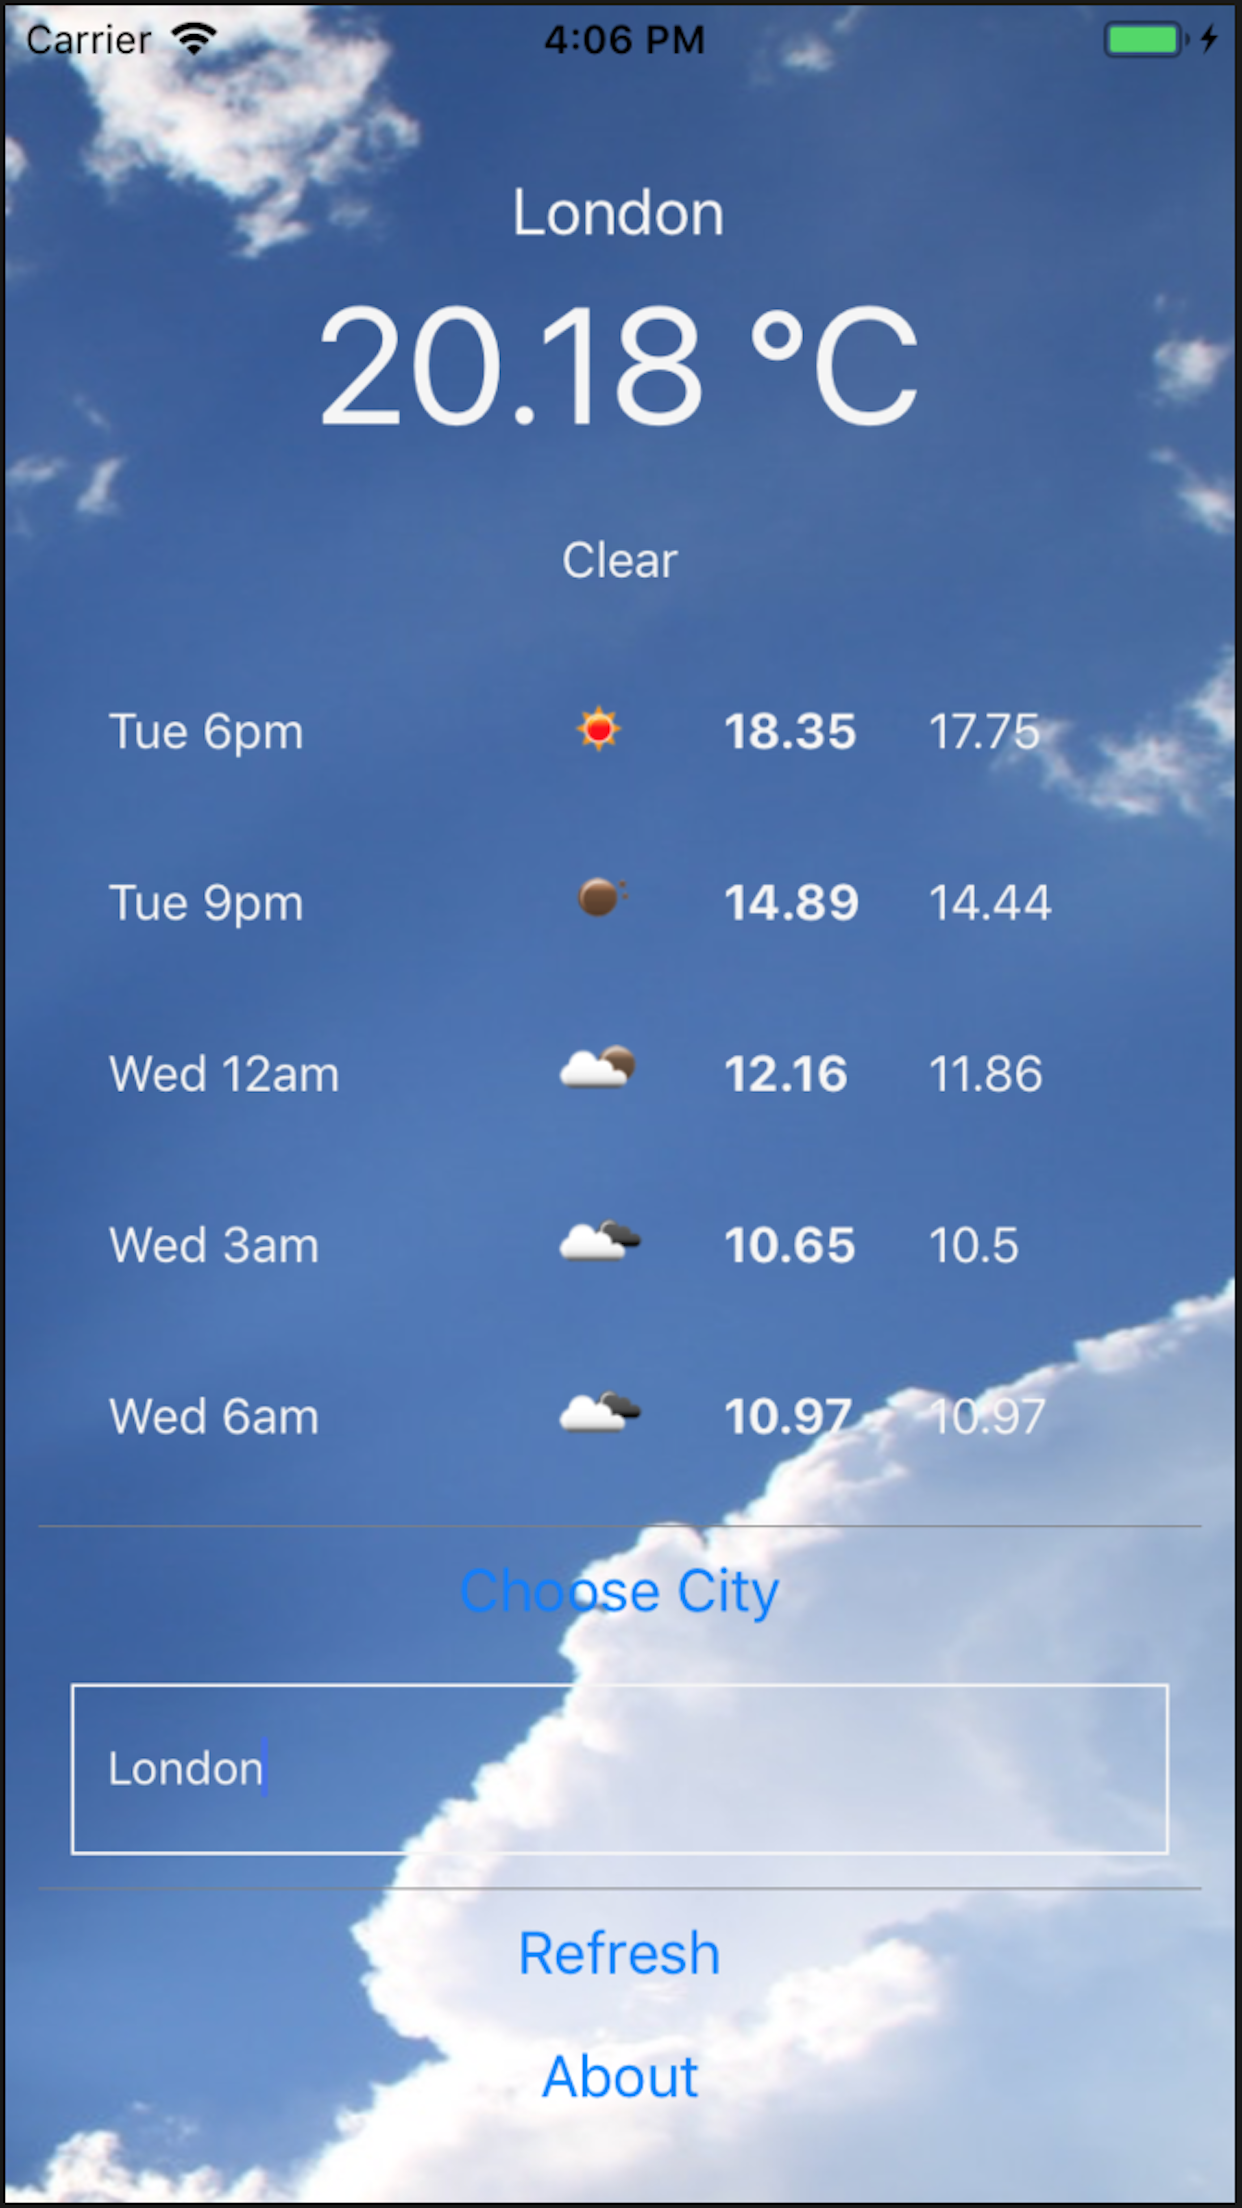 Carrier 4:06 PM
London
20.18 °C
Clear
Tue 6pm 18.35 17.75
Tue 9pm 14.89 14.44
Wed 12am 12.16 11.86
Wed 3am 10.65 10.5
Wed 6am 10.97 10.97
Choose City
London
Refresh
About